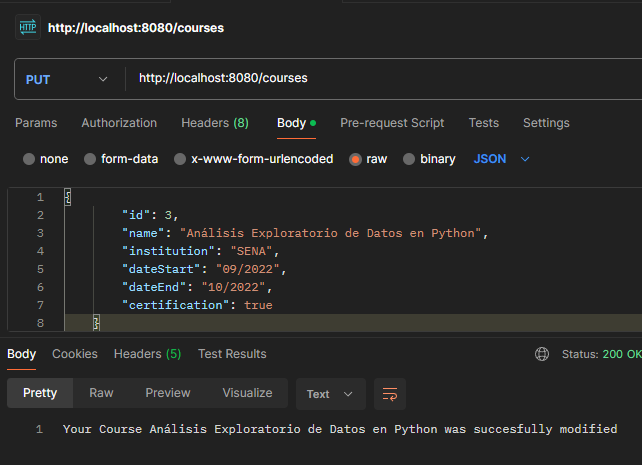 HTTP http://localhost:8080/courses
PUT http://localhost:8080/courses
Params Authorization Headers (8) Body Pre-request Script Tests Settings
none form-data x-www-form-urlencoded raw binary JSON
1 {
2 "id": 3,
3 "name": "Análisis Exploratorio de Datos en Python",
4 "institution": "SENA",
5 "dateStart": "09/2022",
6 "dateEnd": "10/2022",
7 "certification": true
8 }
Body Cookies Headers (5) Test Results Status: 200 OK
Pretty Raw Preview Visualize Text
1 Your Course Análisis Exploratorio de Datos en Python was succesfully modified